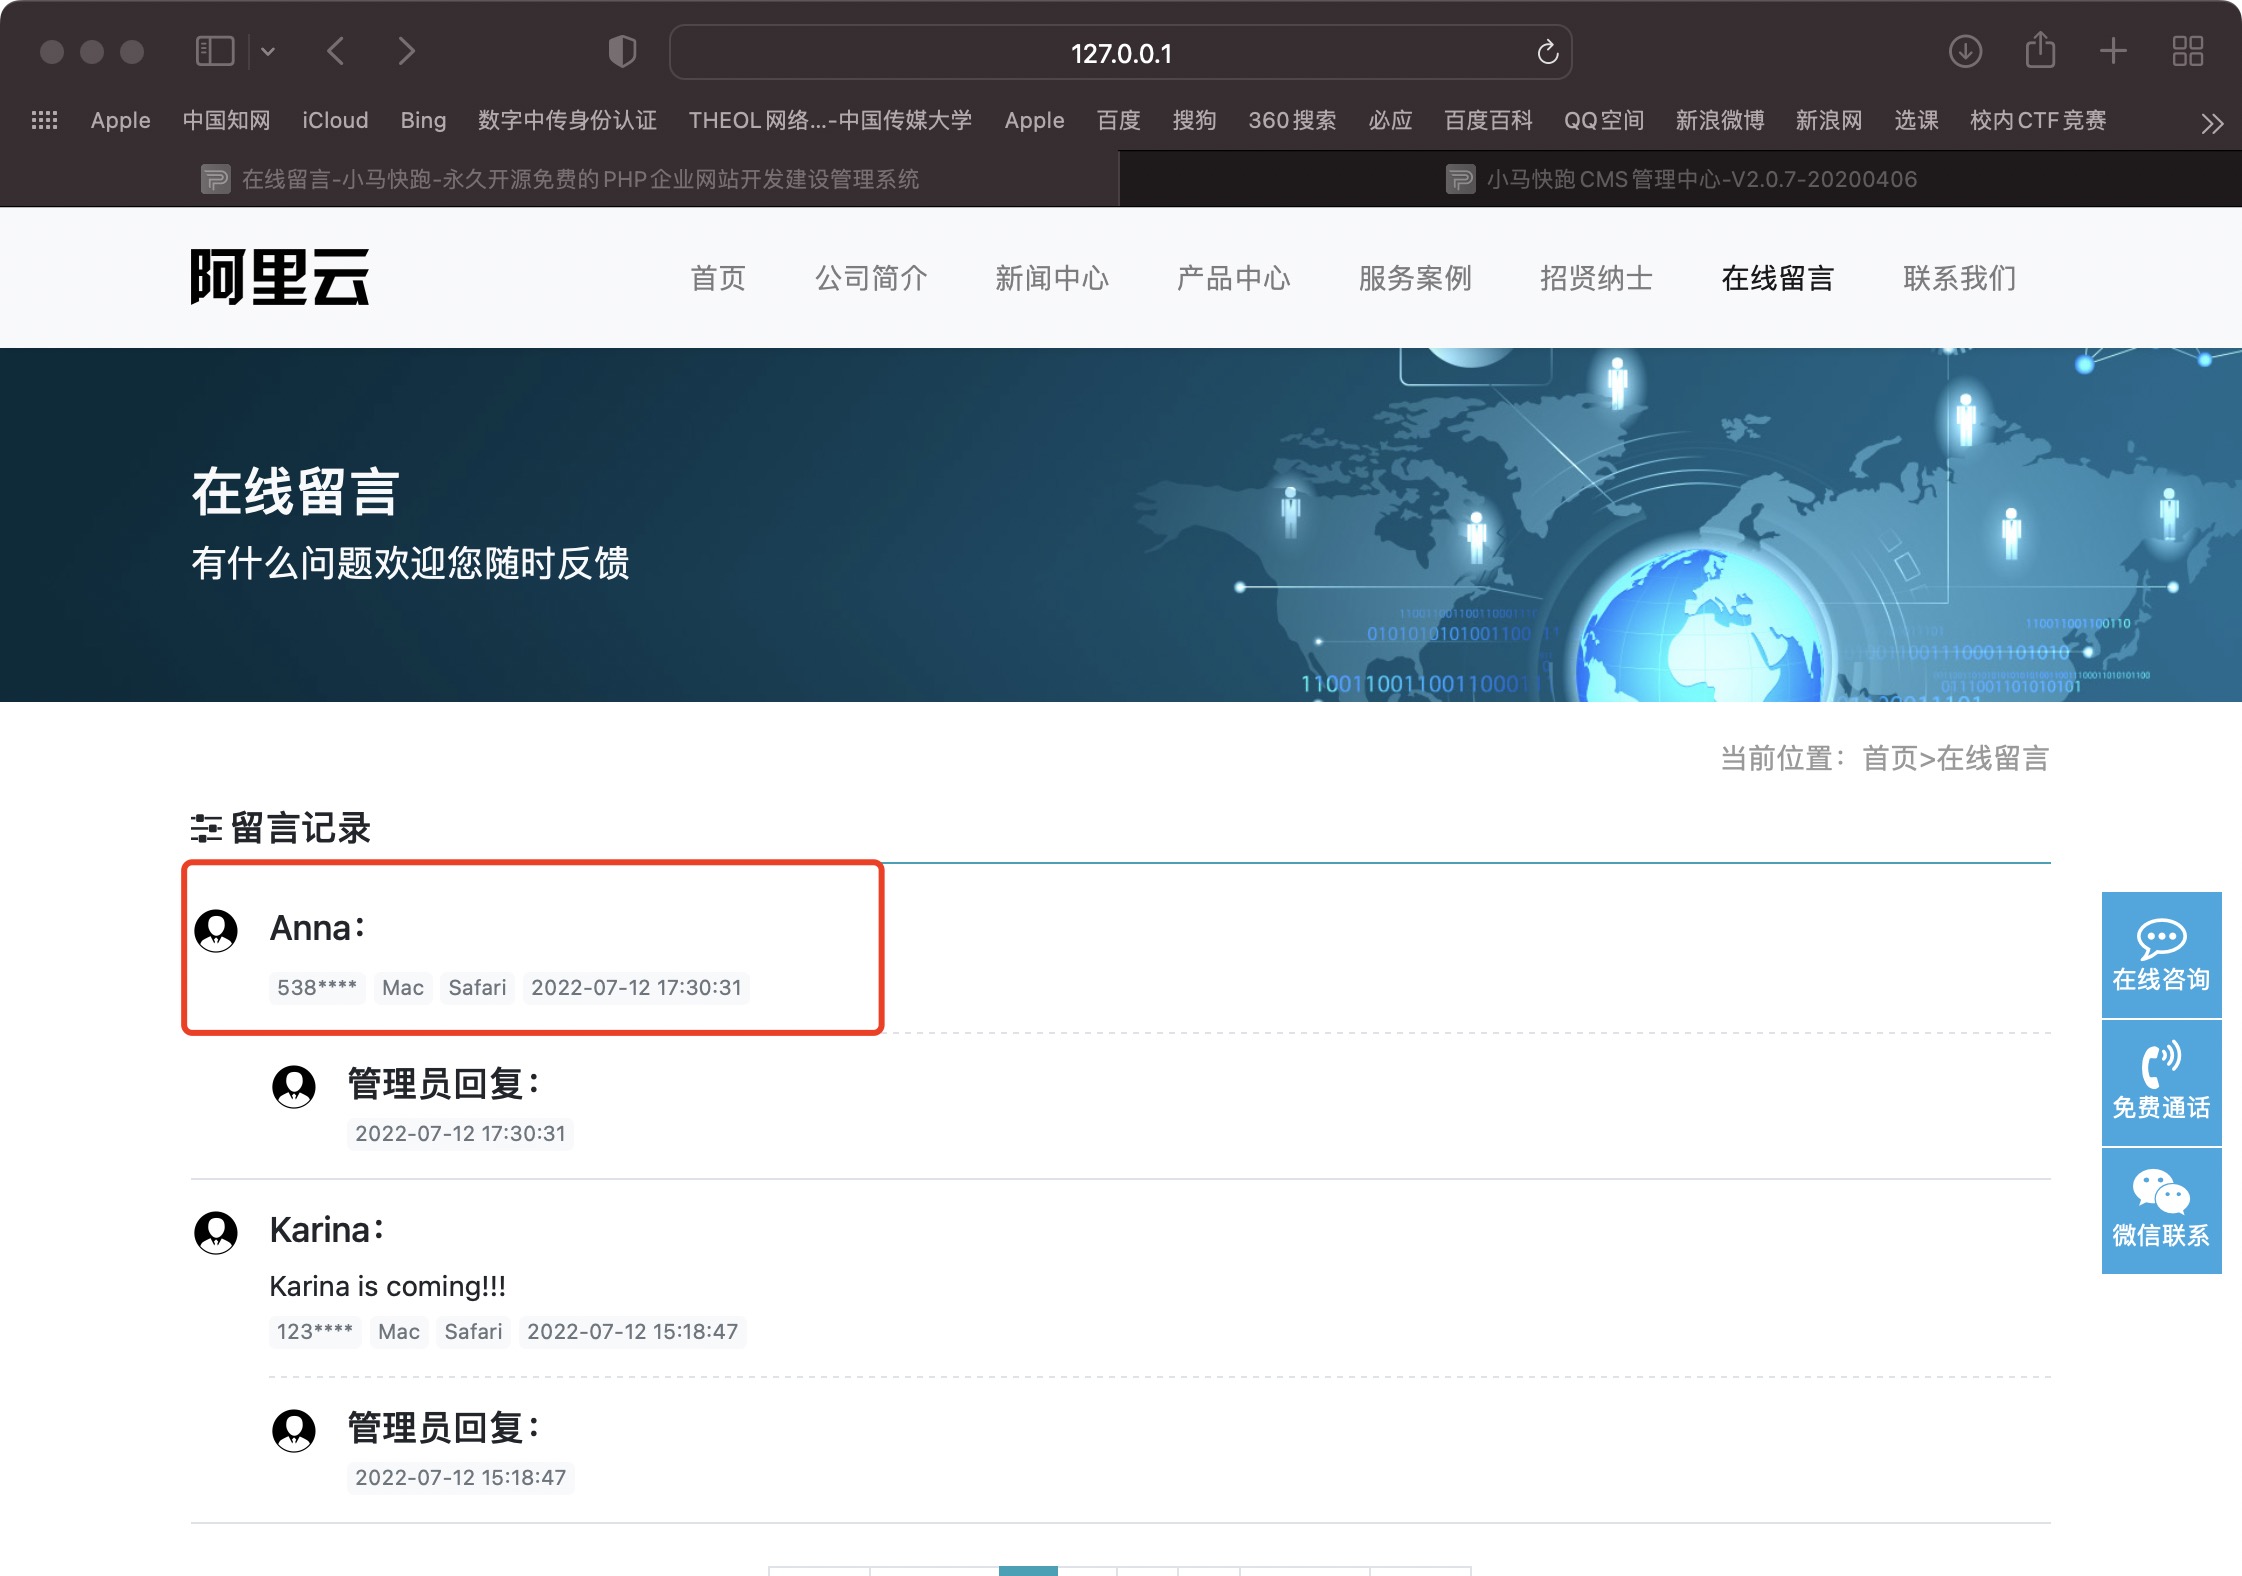 127.0.0.1
Apple 中国知网 iCloud Bing 数字中传身份认证 THEOL网络...-中国传媒大学 Apple 百度 搜狗 360搜索 必应 百度百科 QQ空间 新浪微博 新浪网 选课 校内CTF竞赛
在线留言-小马快跑-永久开源免费的PHP企业网站开发建设管理系统
小马快跑CMS管理中心-V2.0.7-20200406
阿里云
首页 公司简介 新闻中心 产品中心 服务案例 招贤纳士 在线留言 联系我们
在线留言
有什么问题欢迎您随时反馈
当前位置：首页>在线留言
留言记录
Anna：
538**** Mac Safari 2022-07-12 17:30:31
管理员回复：
2022-07-12 17:30:31
Karina：
Karina is coming!!!
123**** Mac Safari 2022-07-12 15:18:47
管理员回复：
2022-07-12 15:18:47
在线咨询
免费通话
微信联系